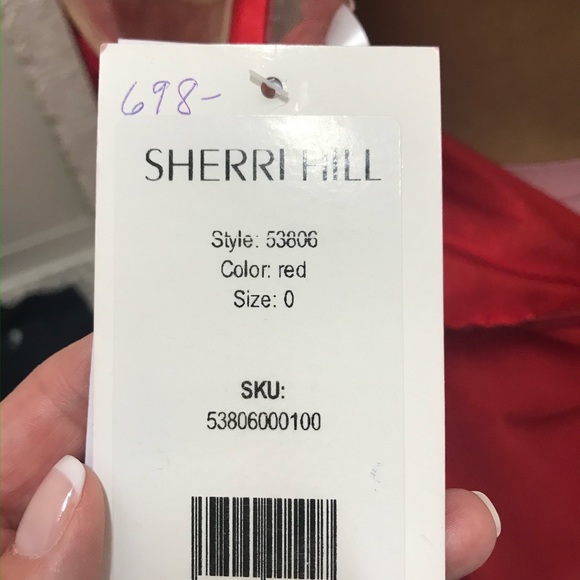 698-
SHERRI HILL
Style: 53806
Color: red
Size: 0
SKU:
53806000100